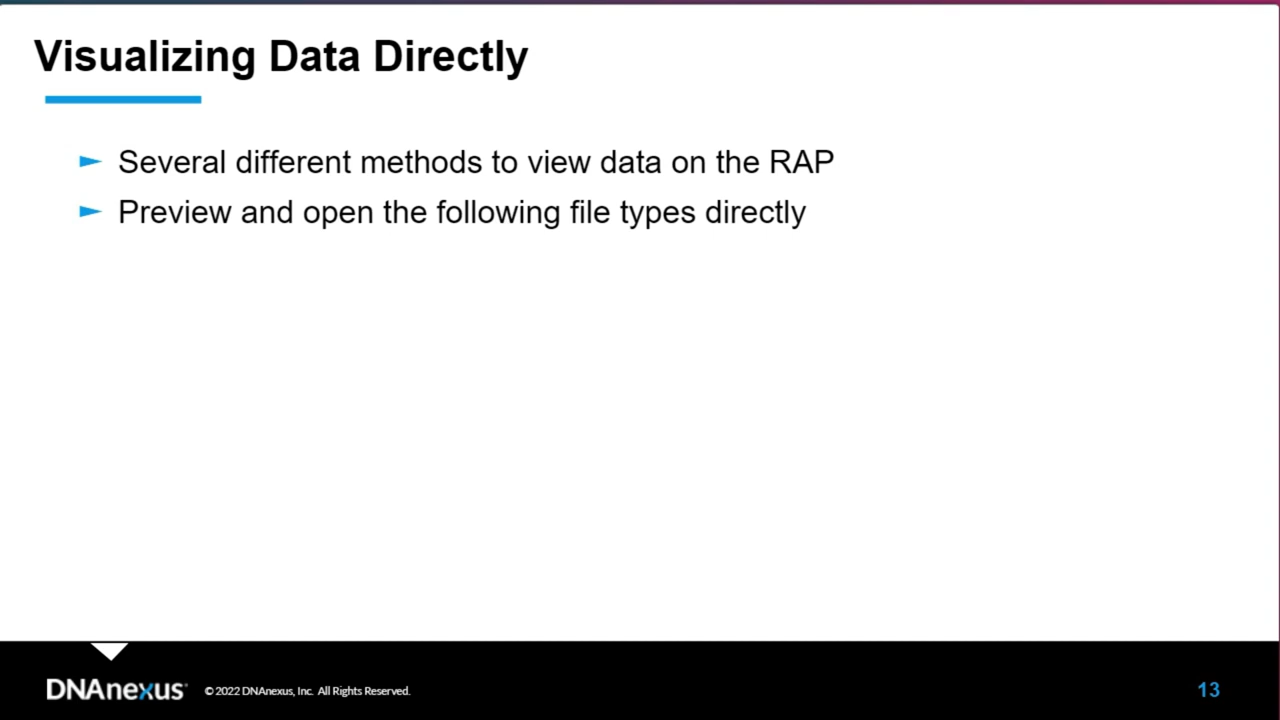 Visualizing Data Directly
► Several different methods to view data on the RAP
► Preview and open the following file types directly
DNAnexus © 2022 DNAnexus, Inc. All Rights Reserved. 13